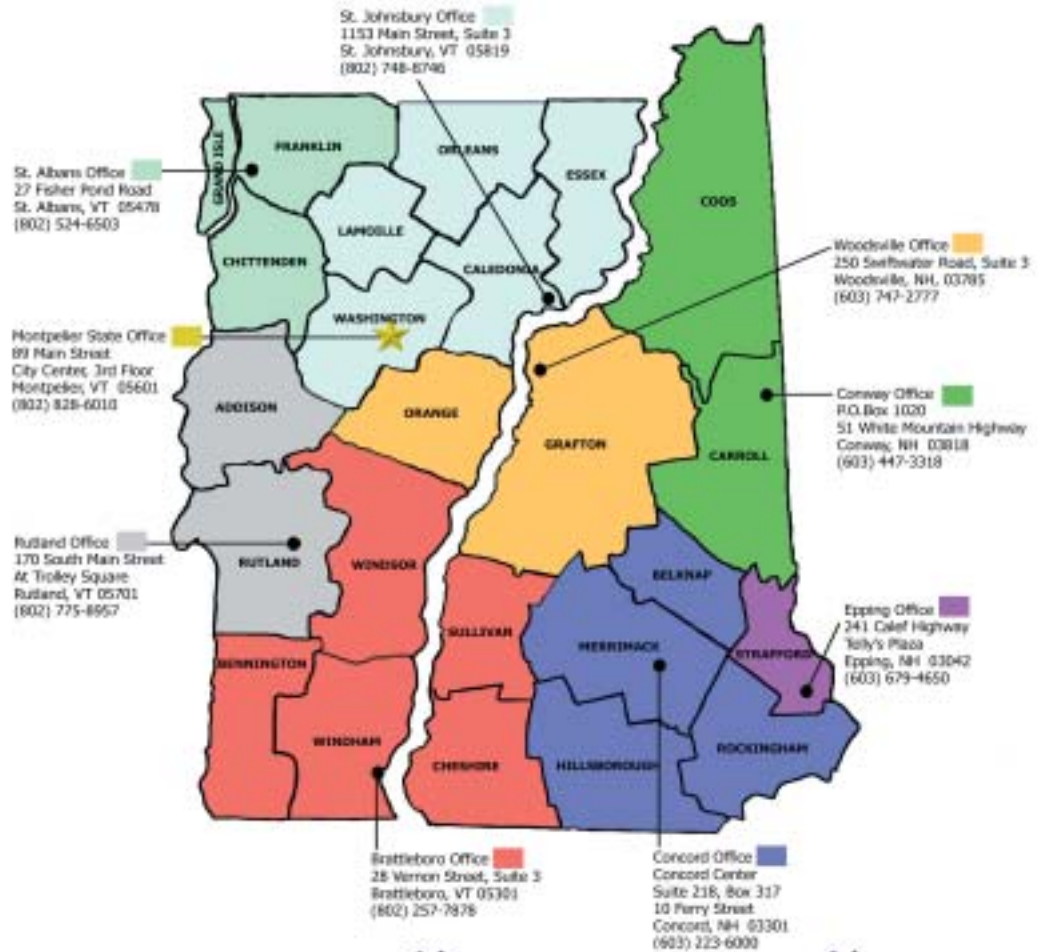 St. Johnsbury Office
1153 Main Street, Suite 3
St. Johnsbury, VT 05819
(802) 748-8746
GRAND ISLE
FRANKLIN
ORLEANS
ESSEX
COOS
St. Albans Office
27 Fisher Pond Road
St. Albans, VT 05478
(802) 524-6503
LAMOILLE
CHITTENDEN
CALEDONIA
Woodsville Office
250 Swiftwater Road, Suite 3
Woodsville, NH, 03785
(603) 747-2777
WASHINGTON
Montpelier State Office
89 Main Street
City Center, 3rd Floor
Montpelier, VT 05601
(802) 828-6010
ADDISON
ORANGE
GRAFTON
CARROLL
Conway Office
P.O.Box 1020
51 White Mountain Highway
Conway, NH 03818
(603) 447-3318
Rutland Office
170 South Main Street
At Trolley Square
Rutland, VT 05701
(802) 775-8957
RUTLAND
WINDSOR
BELKNAP
SULLIVAN
MERRIMACK
STRAFFORD
Epping Office
241 Calef Highway
Telly's Plaza
Epping, NH 03042
(603) 679-4650
BENNINGTON
WINDHAM
CHESHIRE
HILLSBOROUGH
ROCKINGHAM
Brattleboro Office
28 Vernon Street, Suite 3
Brattleboro, VT 05301
(802) 257-7878
Concord Office
Concord Center
Suite 218, Box 317
10 Ferry Street
Concord, NH 03301
(603) 223-6000